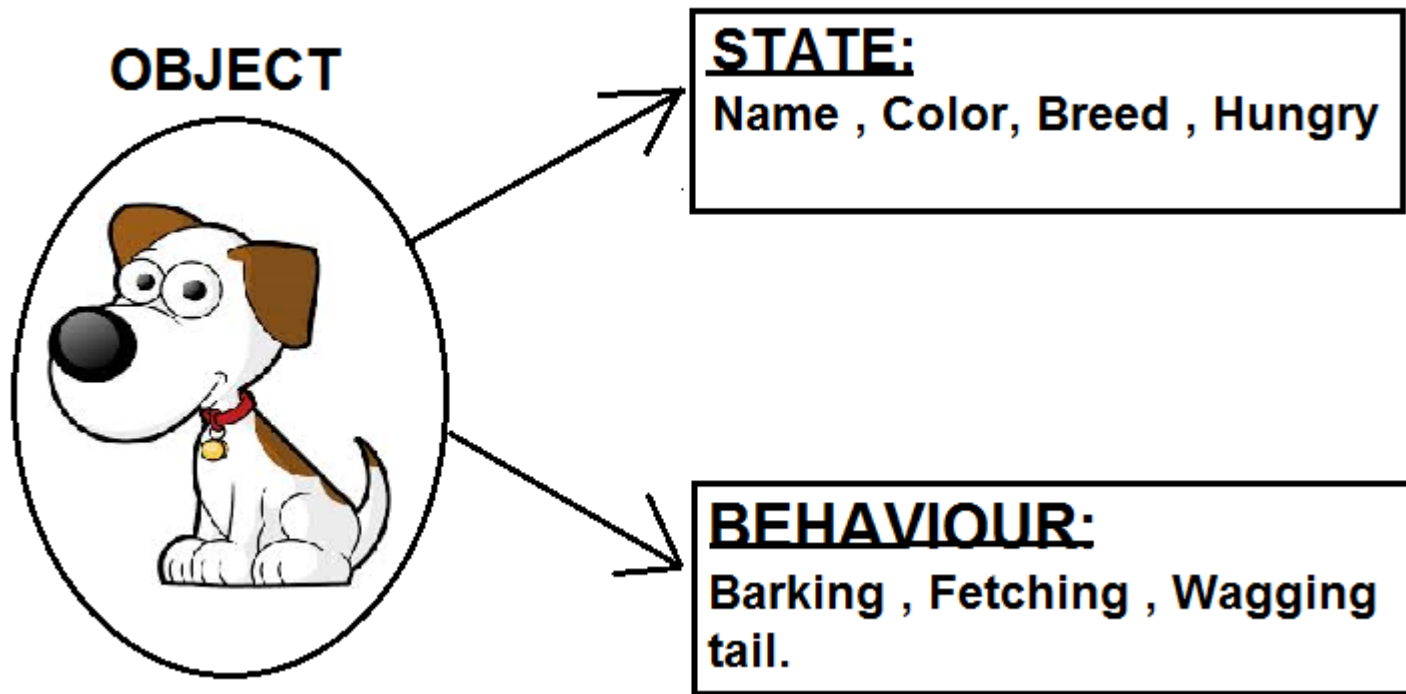 OBJECT
STATE:
Name , Color, Breed , Hungry
BEHAVIOUR:
Barking , Fetching , Wagging
tail.